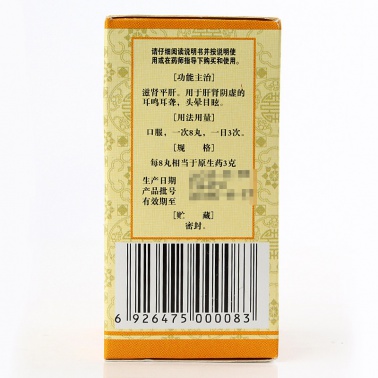 请仔细阅读说明书并按说明使
用或在药师指导下购买和使用。
[功能主治]
滋肾平肝。用于肝肾阴虚的
耳鸣耳聋，头晕目眩。
[用法用量]
口服，一次8丸，一日3次。
[规 格]
每8丸相当于原生药3克
生产日期
产品批号
有效期至
[贮 藏]
密封。
6 926475 000083